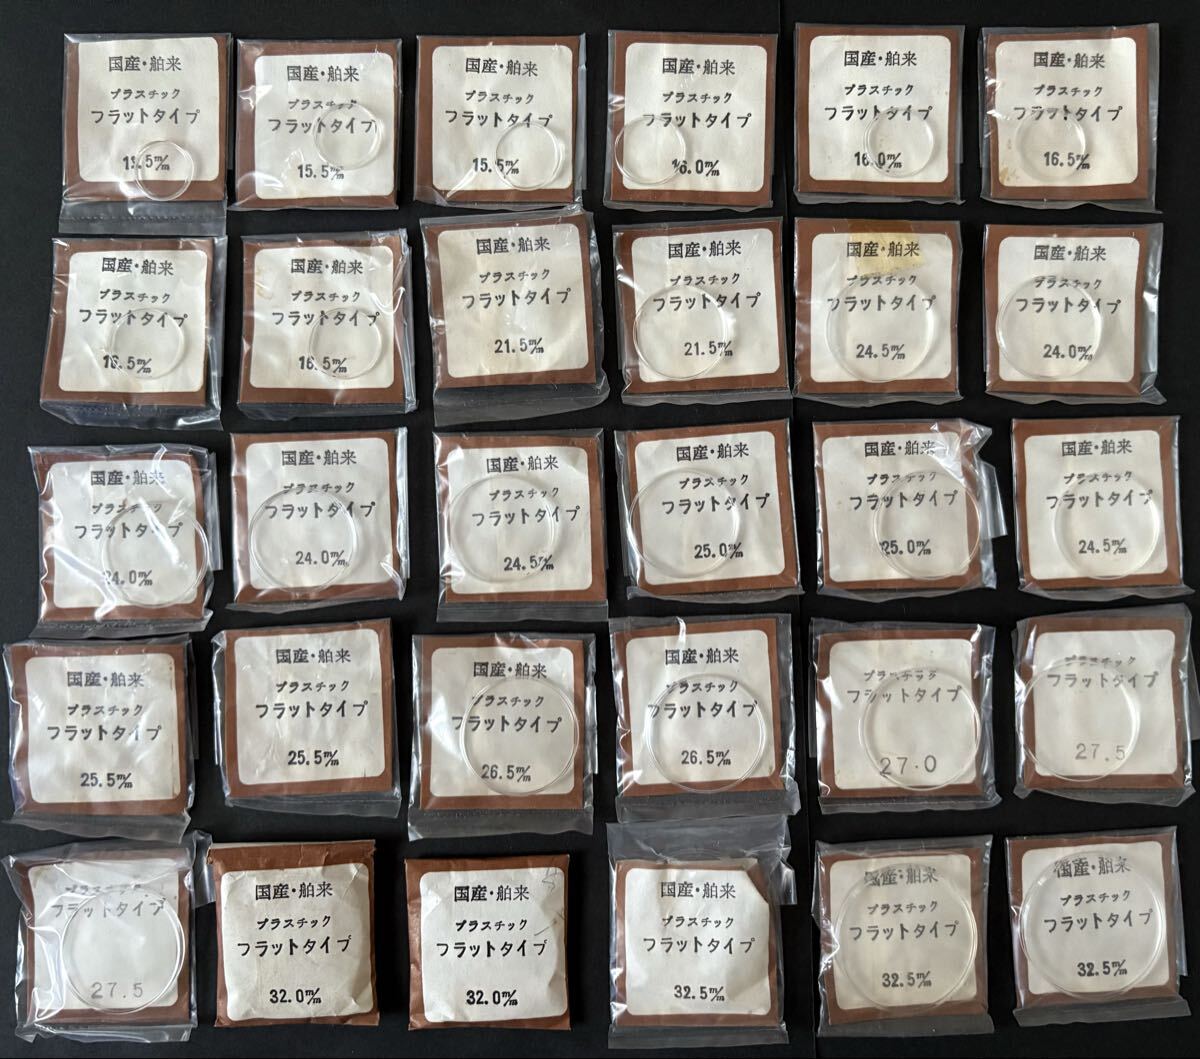 国産・舶来
プラスチック
フラットタイプ
国産・舶来
プラスチック
フラットタイプ
15.5m/m
国産・舶来
プラスチック
フラットタイプ
15.5m/m
国産・舶来
プラスチック
フラットタイプ
16.0m/m
国産・舶来
プラスチック
フラットタイプ
16.0m/m
国産・舶来
プラスチック
フラットタイプ
16.5m/m
国産・舶来
プラスチック
フラットタイプ
16.5m/m
国産・舶来
プラスチック
フラットタイプ
16.5m/m
国産・舶来
プラスチック
フラットタイプ
21.5m/m
国産・舶来
プラスチック
フラットタイプ
21.5m/m
国産・舶来
プラスチック
フラットタイプ
24.5m/m
国産・舶来
プラスチック
フラットタイプ
24.0m/m
国産・舶来
プラスチック
フラットタイプ
24.0m/m
国産・舶来
プラスチック
フラットタイプ
24.0m/m
国産・舶来
プラスチック
フラットタイプ
24.5m/m
国産・舶来
プラスチック
フラットタイプ
25.0m/m
国産・舶来
プラスチック
フラットタイプ
25.0m/m
国産・舶来
プラスチック
フラットタイプ
24.5m/m
国産・舶来
プラスチック
フラットタイプ
25.5m/m
国産・舶来
プラスチック
フラットタイプ
25.5m/m
国産・舶来
プラスチック
フラットタイプ
26.5m/m
国産・舶来
プラスチック
フラットタイプ
26.5m/m
プラスチック
フラットタイプ
27.0
プラスチック
フラットタイプ
27.5
プラスチック
フラットタイプ
27.5
国産・舶来
プラスチック
フラットタイプ
32.0m/m
国産・舶来
プラスチック
フラットタイプ
32.0m/m
国産・舶来
プラスチック
フラットタイプ
32.5m/m
国産・舶来
プラスチック
フラットタイプ
32.5m/m
国産・舶来
プラスチック
フラットタイプ
32.5m/m